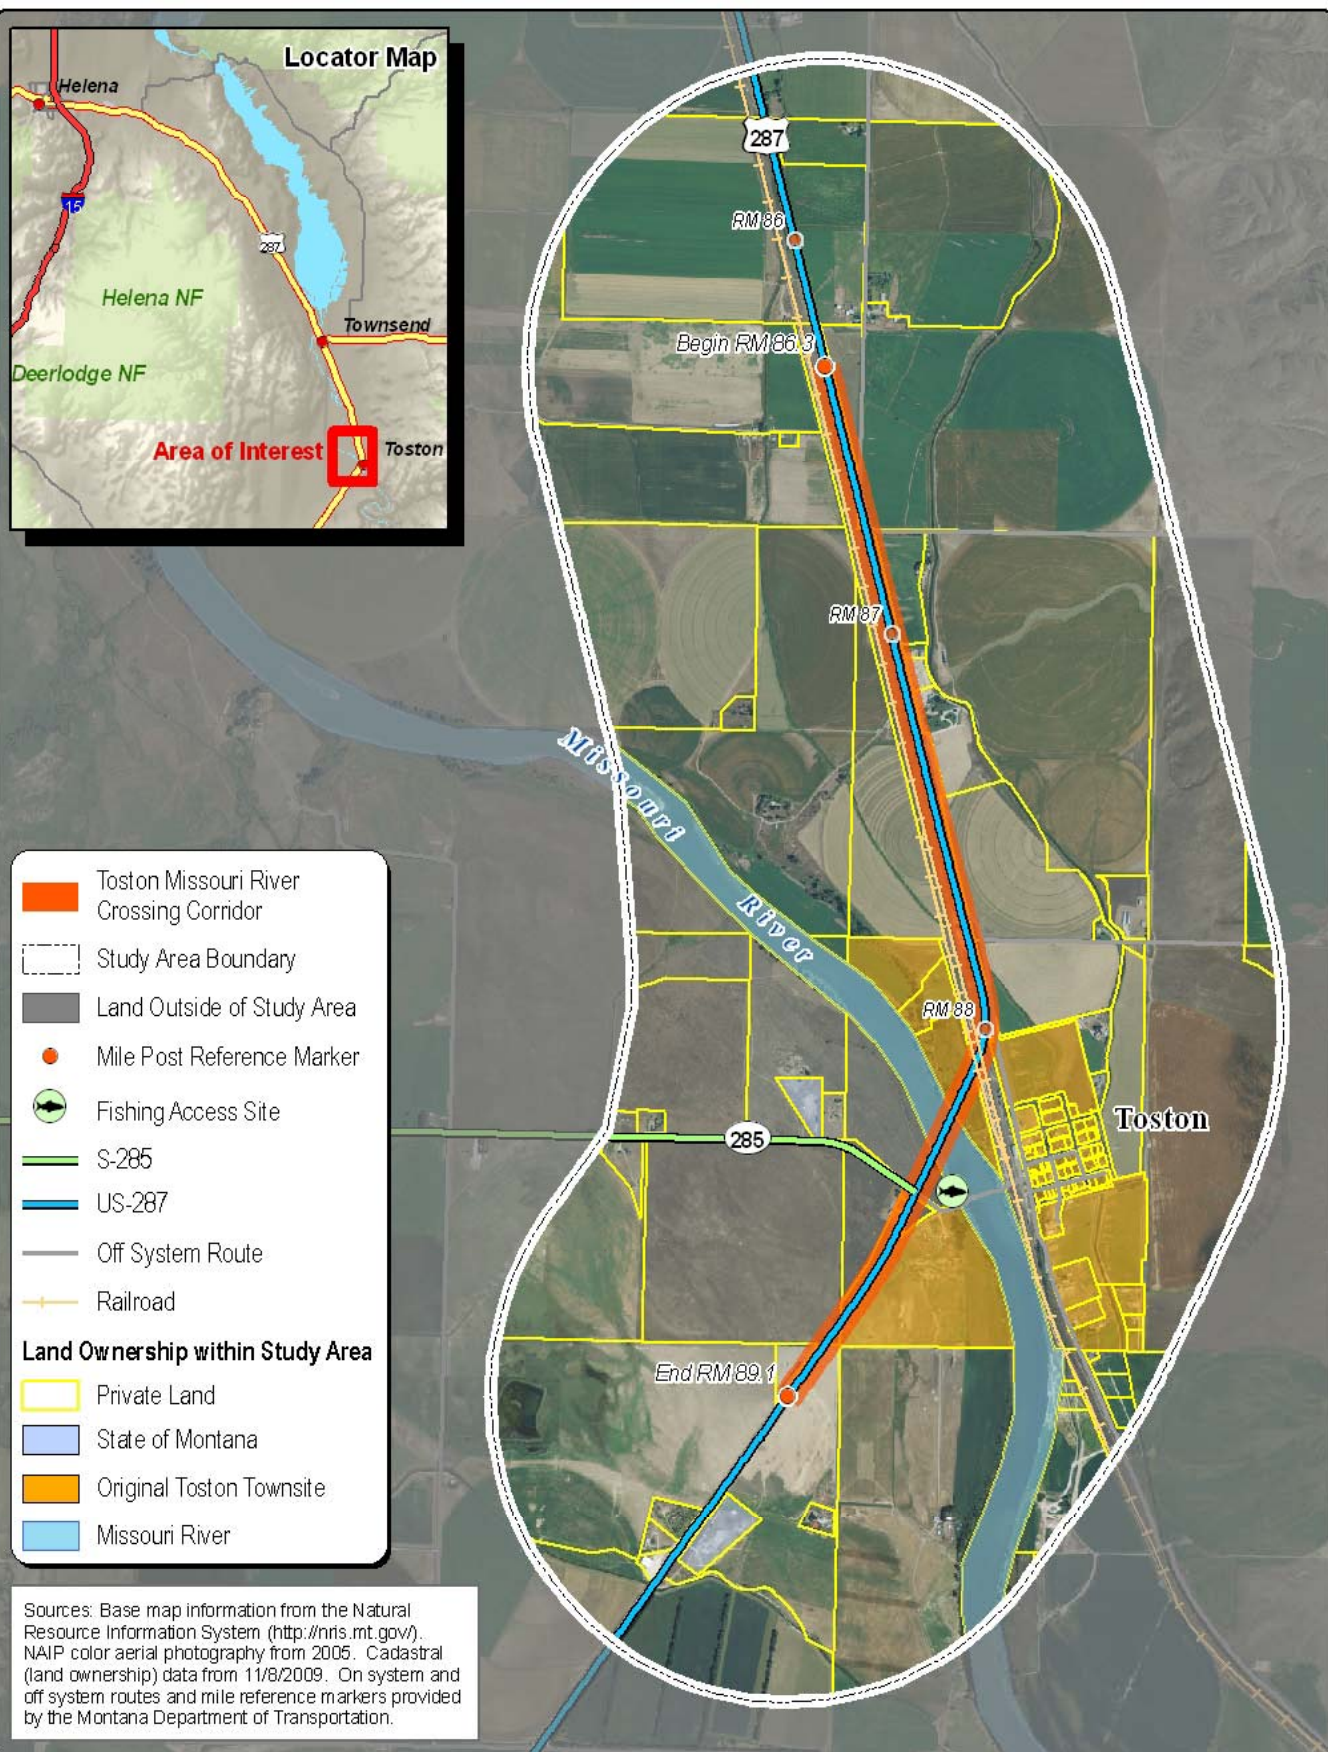 Locator Map
Helena
15
287
Helena NF
Townsend
Deerlodge NF
Area of Interest
Toston
287
RM 86
Begin RM 86.3
RM 87
Missouri
River
RM 88
Toston
285
End RM 89.1
Toston Missouri River
Crossing Corridor
Study Area Boundary
Land Outside of Study Area
Mile Post Reference Marker
Fishing Access Site
S-285
US-287
Off System Route
Railroad
Land Ownership within Study Area
Private Land
State of Montana
Original Toston Townsite
Missouri River
Sources: Base map information from the Natural
Resource Information System (http://nris.mt.gov/).
NAIP color aerial photography from 2005. Cadastral
(land ownership) data from 11/8/2009. On system and
off system routes and mile reference markers provided
by the Montana Department of Transportation.